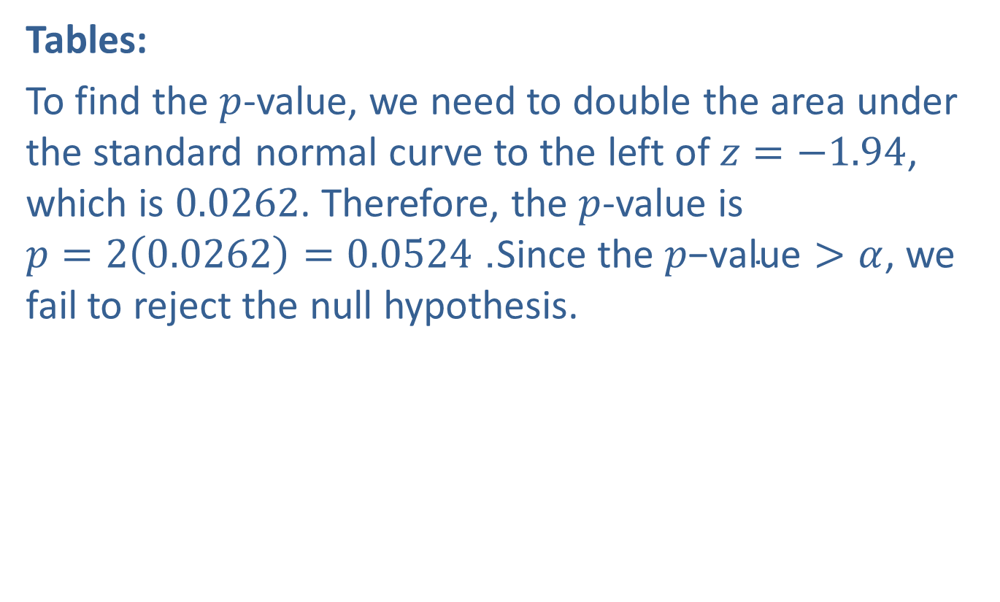 Tables:
To find the 𝑝-value, we need to double the area under
the standard normal curve to the left of 𝑧 = −1.94,
which is 0.0262. Therefore, the 𝑝-value is
𝑝 = 2(0.0262) = 0.0524 .Since the 𝑝−value > 𝛼, we
fail to reject the null hypothesis.